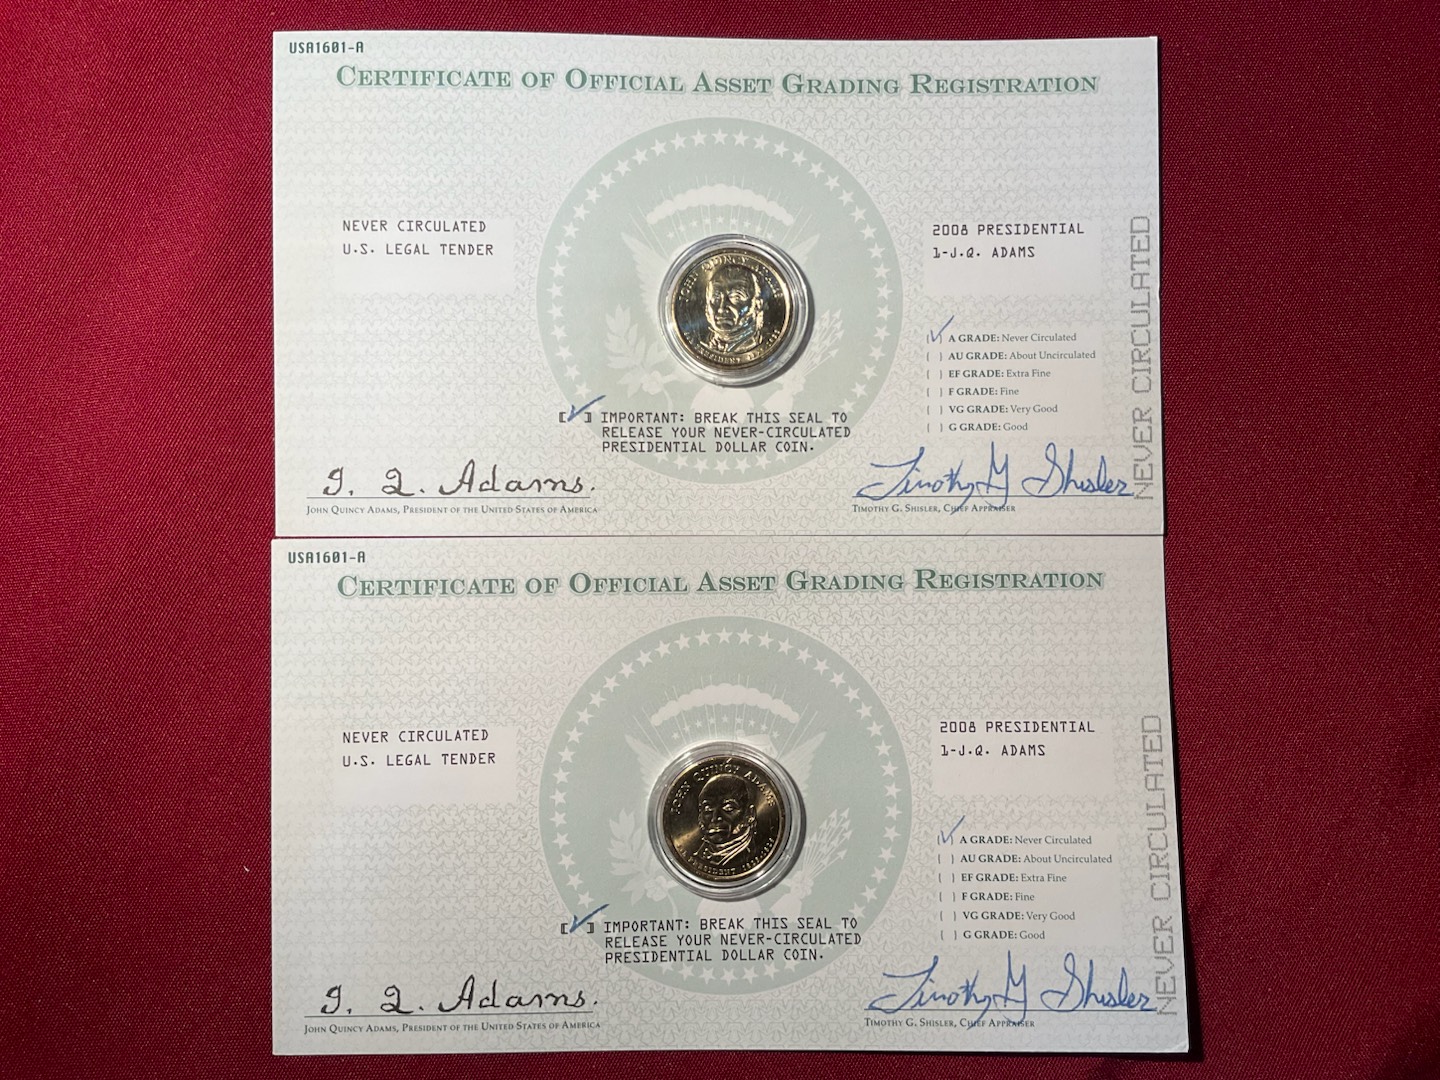 USA1601-A
CERTIFICATE OF OFFICIAL ASSET GRADING REGISTRATION
NEVER CIRCULATED
U.S. LEGAL TENDER
2008 PRESIDENTIAL
1-J.Q. ADAMS
JOHN QUINCY ADAMS
[✓] A GRADE: Never Circulated
[ ] AU GRADE: About Uncirculated
[ ] EF GRADE: Extra Fine
[ ] F GRADE: Fine
[ ] VG GRADE: Very Good
[ ] G GRADE: Good
NEVER CIRCULATED
[✓] IMPORTANT: BREAK THIS SEAL TO
RELEASE YOUR NEVER-CIRCULATED
PRESIDENTIAL DOLLAR COIN.
J. Q. Adams.
Timothy G Shisler
JOHN QUINCY ADAMS, PRESIDENT OF THE UNITED STATES OF AMERICA
TIMOTHY G. SHISLER, CHIEF APPRAISER
USA1601-A
CERTIFICATE OF OFFICIAL ASSET GRADING REGISTRATION
NEVER CIRCULATED
U.S. LEGAL TENDER
2008 PRESIDENTIAL
1-J.Q. ADAMS
JOHN QUINCY ADAMS
PRESIDENT 1825-1829
[✓] A GRADE: Never Circulated
[ ] AU GRADE: About Uncirculated
[ ] EF GRADE: Extra Fine
[ ] F GRADE: Fine
[ ] VG GRADE: Very Good
[ ] G GRADE: Good
NEVER CIRCULATED
[✓] IMPORTANT: BREAK THIS SEAL TO
RELEASE YOUR NEVER-CIRCULATED
PRESIDENTIAL DOLLAR COIN.
J. Q. Adams.
Timothy G Shisler
JOHN QUINCY ADAMS, PRESIDENT OF THE UNITED STATES OF AMERICA
TIMOTHY G. SHISLER, CHIEF APPRAISER